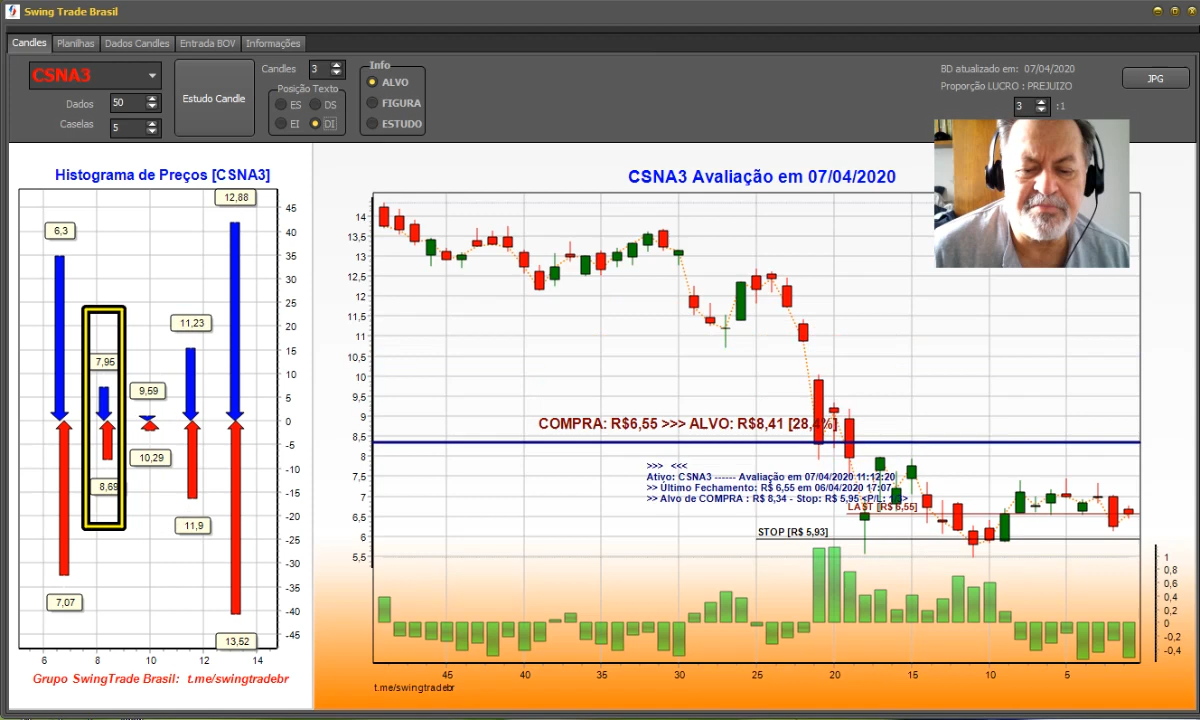 Swing Trade Brasil
Candles Planilhas Dados Candles Entrada BOV Informações
CSNA3
Dados 50
Caselas 5
Estudo Candle
Candles 3
Posição Texto
ES DS
EI DI
Info
ALVO
FIGURA
ESTUDO
BD atualizado em: 07/04/2020
Proporção LUCRO : PREJUIZO
3 :1
JPG
Histograma de Preços [CSNA3]
12,88
6,3
11,23
7,95
9,59
10,29
8,69
11,9
7,07
13,52
45
40
35
30
25
20
15
10
5
0
-5
-10
-15
-20
-25
-30
-35
-40
-45
6 8 10 12 14
Grupo SwingTrade Brasil: t.me/swingtradebr
CSNA3 Avaliação em 07/04/2020
14
13,5
13
12,5
12
11,5
11
10,5
10
9,5
9
8,5
8
7,5
7
6,5
6
5,5
COMPRA: R$6,55 >>> ALVO: R$8,41 [28,4%]
>>> <<<
Ativo: CSNA3 ------ Avaliação em 07/04/2020 11:12:20
>> Último Fechamento: R$ 6,55 em 06/04/2020 17:07
>> Alvo de COMPRA : R$ 8,34 - Stop: R$ 5,95 <P/L:
LAST [R$ 6,55]
STOP [R$ 5,93]
1
0,8
0,6
0,4
0,2
0
-0,2
-0,4
45 40 35 30 25 20 15 10 5
t.me/swingtradebr